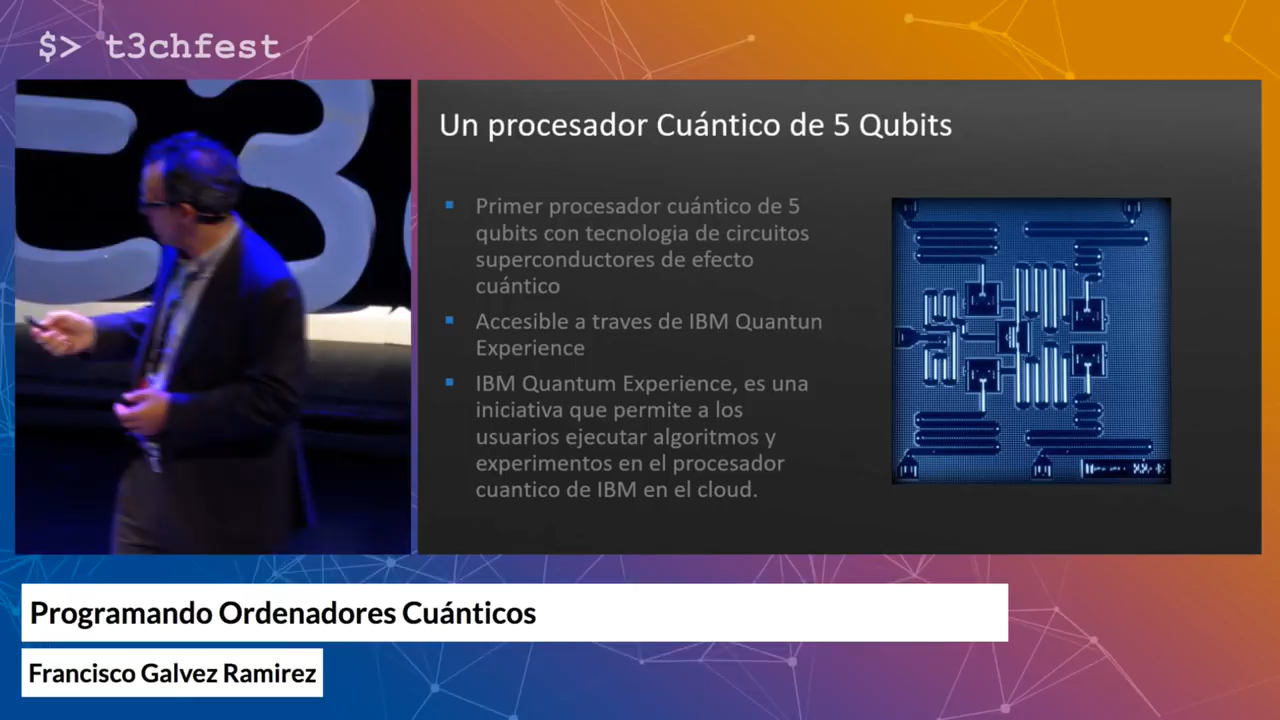 $> t3chfest
Un procesador Cuántico de 5 Qubits
Primer procesador cuántico de 5
qubits con tecnologia de circuitos
superconductores de efecto
cuántico
Accesible a traves de IBM Quantun
Experience
IBM Quantum Experience, es una
iniciativa que permite a los
usuarios ejecutar algoritmos y
experimentos en el procesador
cuantico de IBM en el cloud.
Programando Ordenadores Cuánticos
Francisco Galvez Ramirez